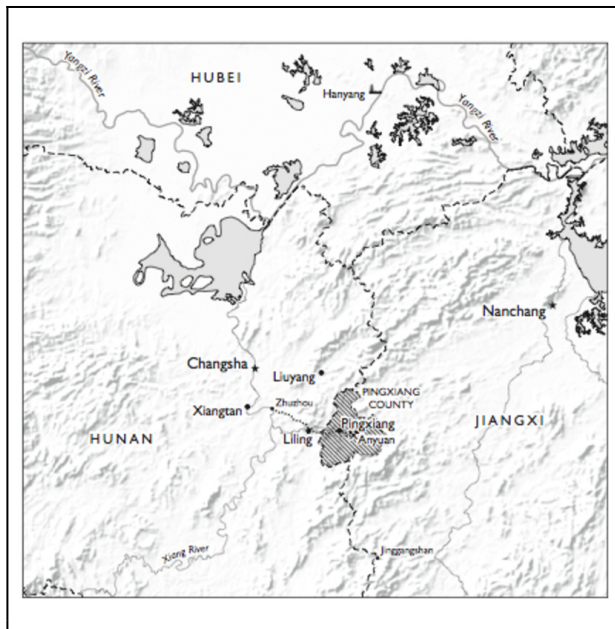 Yangzi River
HUBEI
Hanyang
Yangzi River
Nanchang
Changsha
Liuyang
PINGXIANG
COUNTY
Zhuzhou
Xiangtan
Pingxiang
JIANGXI
HUNAN
Liling
Anyuan
Xiang River
Jinggangshan